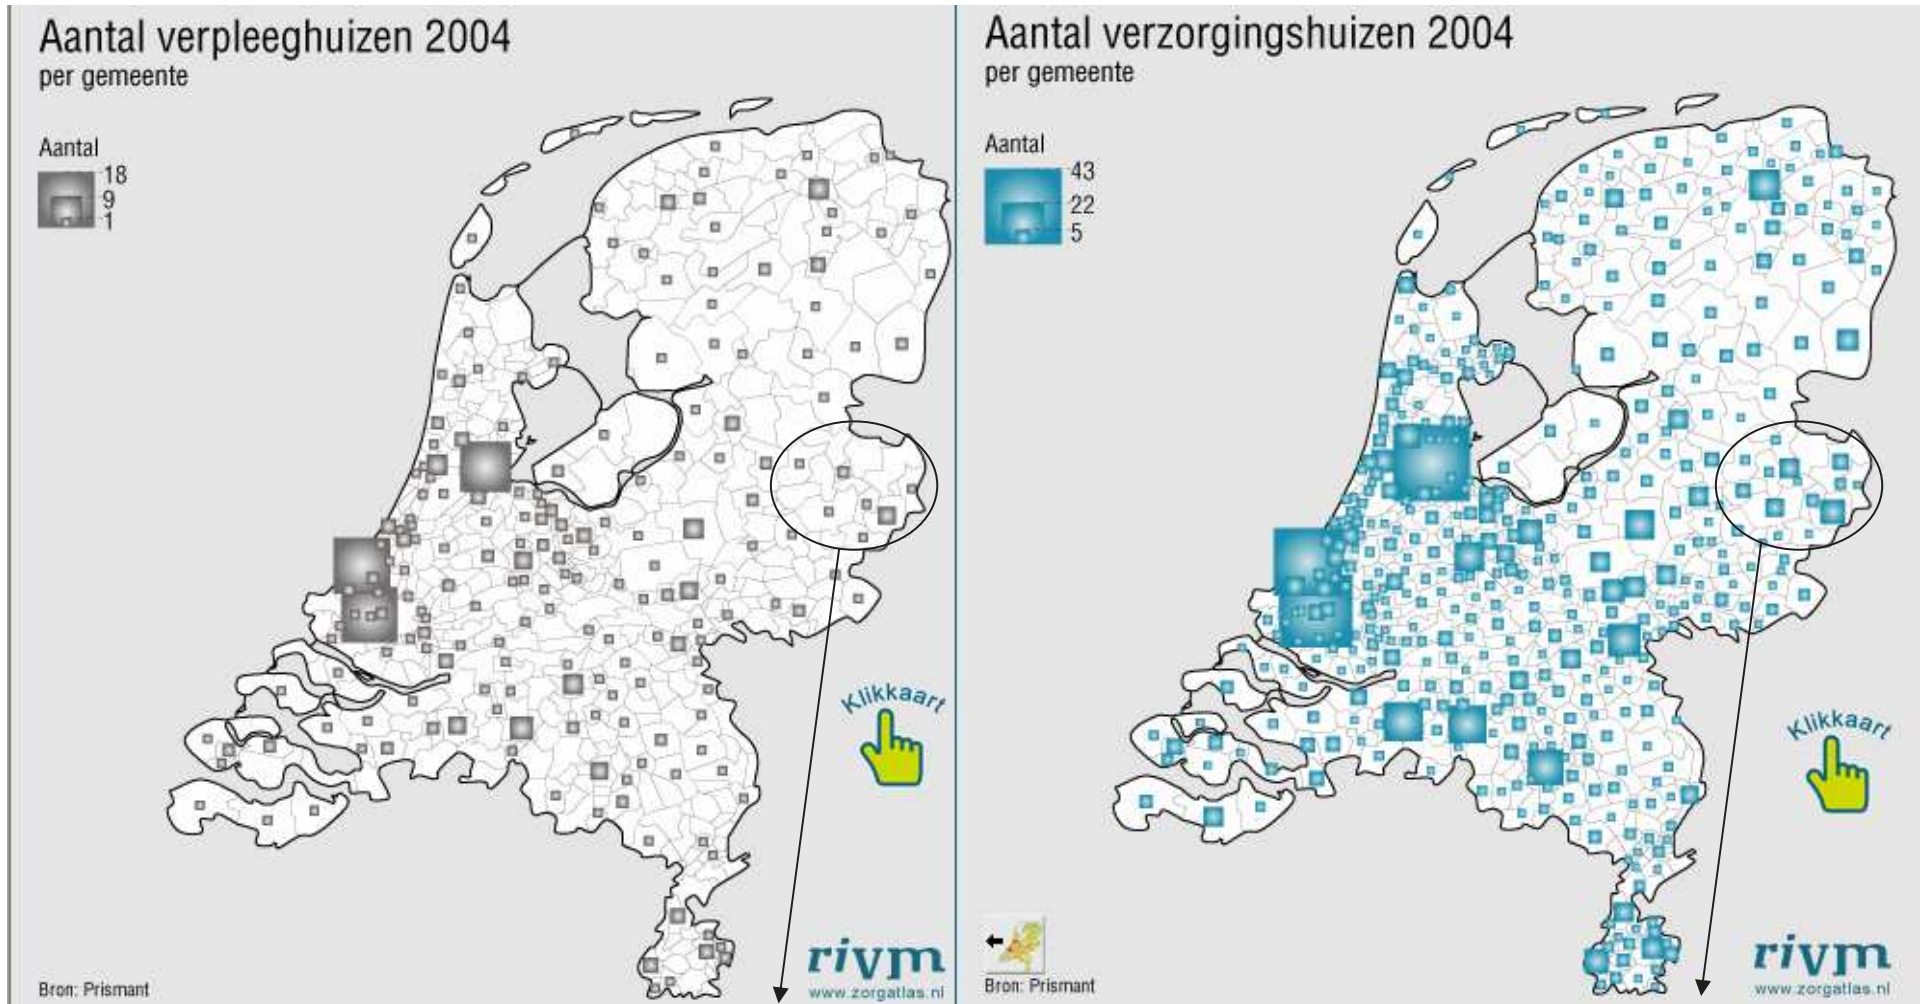 Aantal verpleeghuizen 2004
per gemeente
Aantal
18
9
1
Klikkaart
Bron: Prismant
rivm
www.zorgatlas.nl
Aantal verzorgingshuizen 2004
per gemeente
Aantal
43
22
5
Klikkaart
Bron: Prismant
rivm
www.zorgatlas.nl